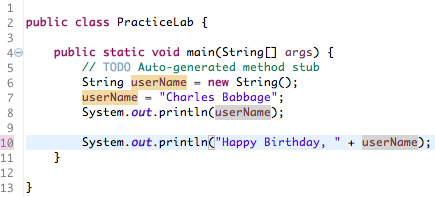 1
2 public class PracticeLab {
3
4 public static void main(String[] args) {
5 // TODO Auto-generated method stub
6 String userName = new String();
7 userName = "Charles Babbage";
8 System.out.println(userName);
9
10 System.out.println("Happy Birthday, " + userName);
11 }
12
13 }